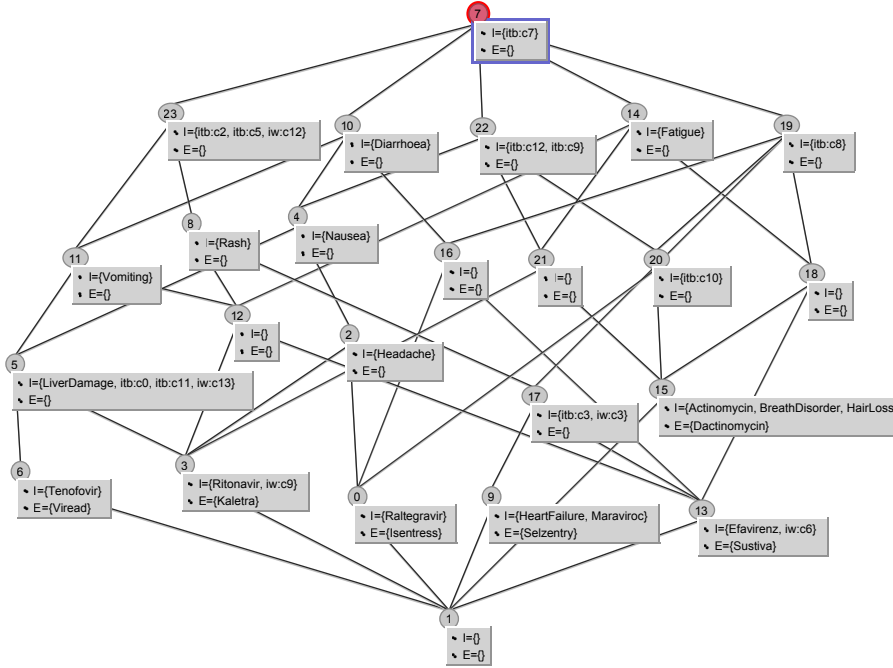 7
I={itb:c7}
E={}
23
I={itb:c2, itb:c5, iw:c12}
E={}
10
I={Diarrhoea}
E={}
22
I={itb:c12, itb:c9}
E={}
14
I={Fatigue}
E={}
19
I={itb:c8}
E={}
8
I={Rash}
E={}
4
I={Nausea}
E={}
11
I={Vomiting}
E={}
16
I={}
E={}
21
I={}
E={}
20
I={itb:c10}
E={}
18
I={}
E={}
12
I={}
E={}
2
I={Headache}
E={}
5
I={LiverDamage, itb:c0, itb:c11, iw:c13}
E={}
17
I={itb:c3, iw:c3}
E={}
15
I={Actinomycin, BreathDisorder, HairLoss
E={Dactinomycin}
6
I={Tenofovir}
E={Viread}
3
I={Ritonavir, iw:c9}
E={Kaletra}
0
I={Raltegravir}
E={Isentress}
9
I={HeartFailure, Maraviroc}
E={Selzentry}
13
I={Efavirenz, iw:c6}
E={Sustiva}
1
I={}
E={}